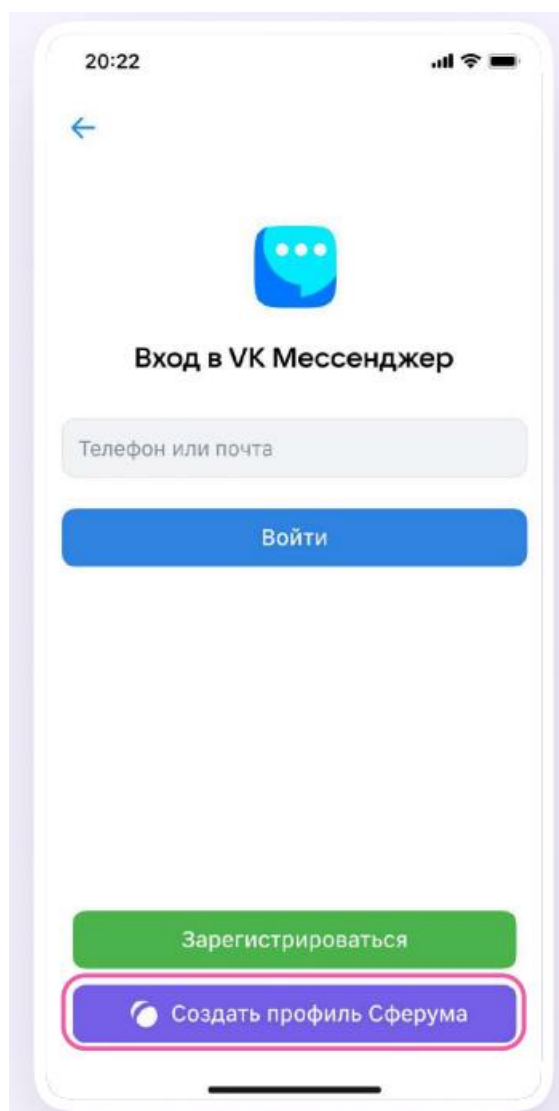 20:22
Вход в VK Мессенджер
Телефон или почта
Войти
Зарегистрироваться
Создать профиль Сферума